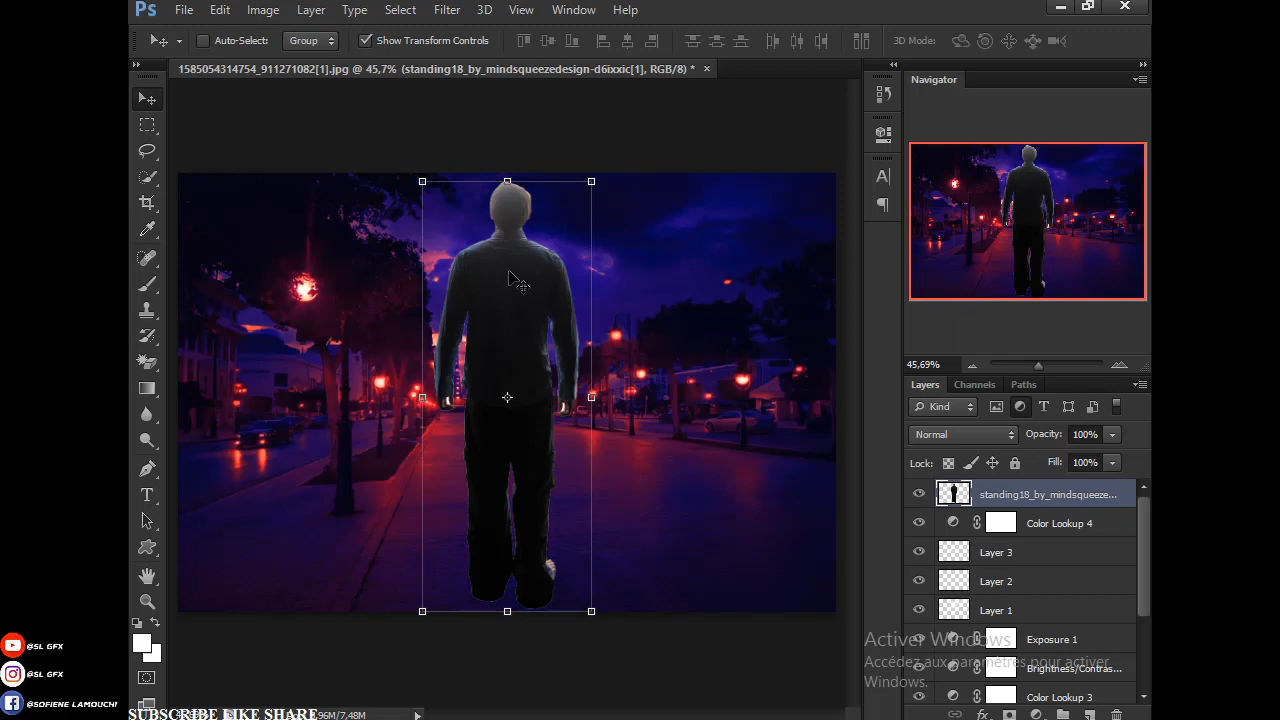 Ps File Edit Image Layer Type Select Filter 3D View Window Help
Auto-Select: Group Show Transform Controls 3D Mode:
1585054314754_911271082[1].jpg @ 45,7% (standing18_by_mindsqueezedesign-d6ixxic[1], RGB/8) *
Navigator
45,69%
Layers Channels Paths
Kind
Normal Opacity: 100%
Lock: Fill: 100%
standing18_by_mindsqueeze...
Color Lookup 4
Layer 3
Layer 2
Layer 1
Exposure 1
Brightness/Contras...
Color Lookup 3
Activer Windows
Accédez aux paramètres pour activer
Windows.
@SL GFX
@SL GFX
@SOFIENE LAMOUCHI
SUBSCRIBE LIKE SHARE
96M/7,48M